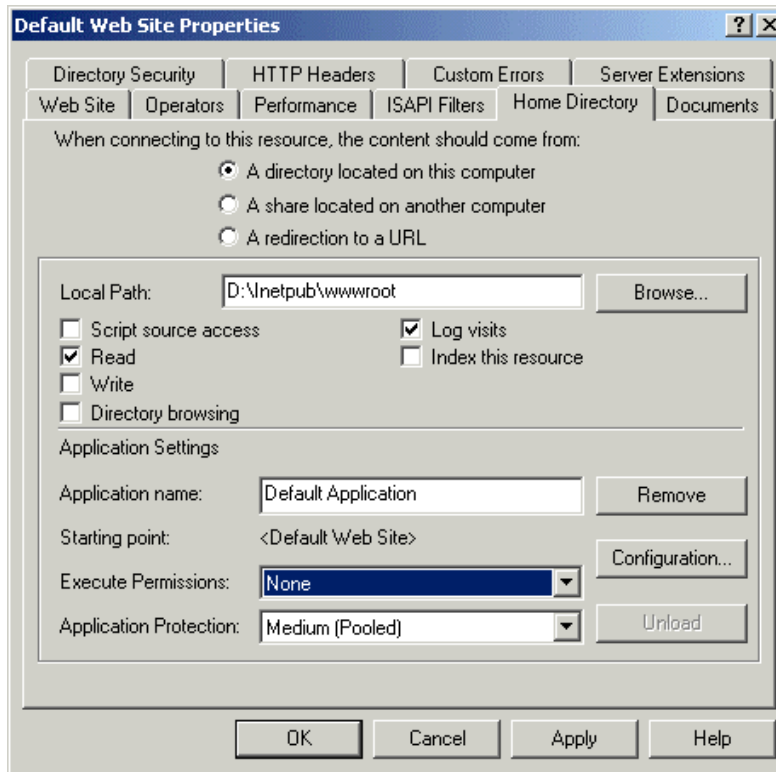 Default Web Site Properties
Directory Security HTTP Headers Custom Errors Server Extensions
Web Site Operators Performance ISAPI Filters Home Directory Documents
When connecting to this resource, the content should come from:
A directory located on this computer
A share located on another computer
A redirection to a URL
Local Path: D:\Inetpub\wwwroot Browse...
Script source access Log visits
Read Index this resource
Write
Directory browsing
Application Settings
Application name: Default Application Remove
Starting point: <Default Web Site>
Configuration...
Execute Permissions: None
Application Protection: Medium (Pooled) Unload
OK Cancel Apply Help